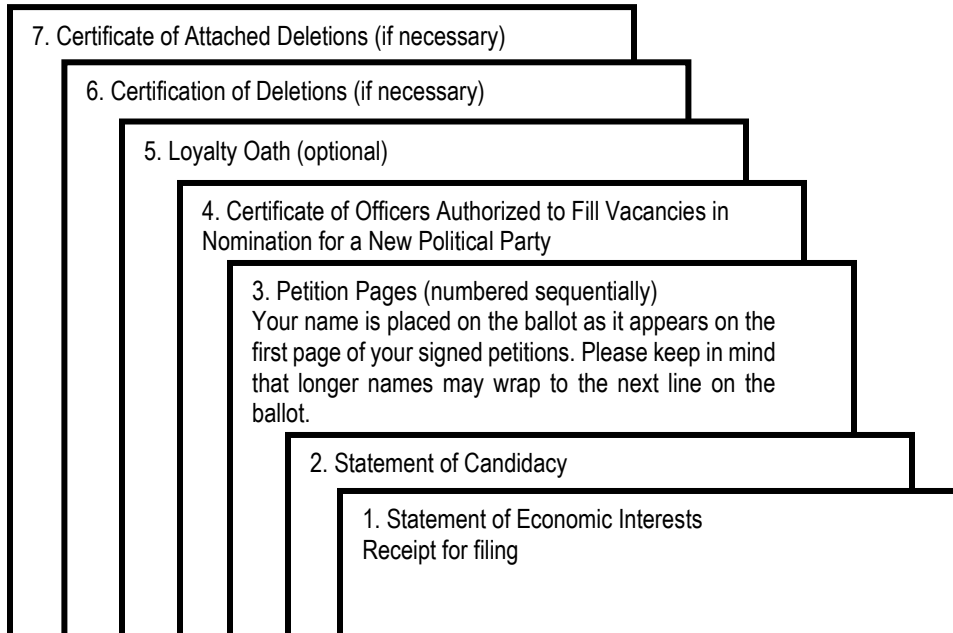 7. Certificate of Attached Deletions (if necessary)
6. Certification of Deletions (if necessary)
5. Loyalty Oath (optional)
4. Certificate of Officers Authorized to Fill Vacancies in
Nomination for a New Political Party
3. Petition Pages (numbered sequentially)
Your name is placed on the ballot as it appears on the
first page of your signed petitions. Please keep in mind
that longer names may wrap to the next line on the
ballot.
2. Statement of Candidacy
1. Statement of Economic Interests
Receipt for filing